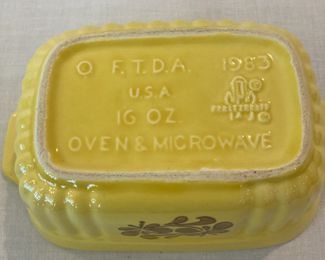 © F.T.D.A. 1983
U.S.A
16 OZ.
OVEN & MICROWAVE